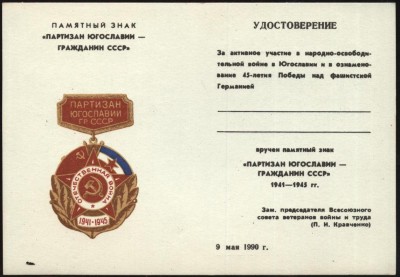 ПАМЯТНЫЙ ЗНАК
«ПАРТИЗАН ЮГОСЛАВИИ —
ГРАЖДАНИН СССР»
ПАРТИЗАН
ЮГОСЛАВИИ
ГР СССР
ОТЕЧЕСТВЕННАЯ ВОЙНА
1941-1945
УДОСТОВЕРЕНИЕ
За активное участие в народно-освободи-
тельной войне в Югославии и в ознамено-
вание 45-летия Победы над фашистской
Германией
вручен памятный знак
«ПАРТИЗАН ЮГОСЛАВИИ —
ГРАЖДАНИН СССР»
1941—1945 гг.
Зам. председателя Всесоюзного
совета ветеранов войны и труда
(П. И. Кравченко)
9 мая 1990 г.